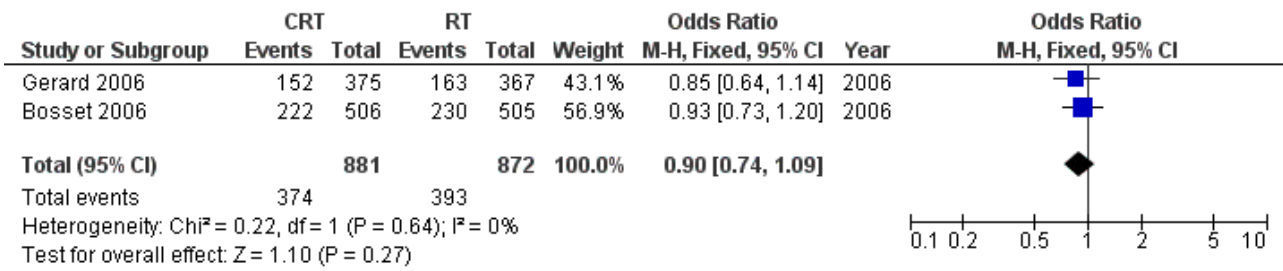 CRT RT Odds Ratio Odds Ratio
Study or Subgroup Events Total Events Total Weight M-H, Fixed, 95% CI Year M-H, Fixed, 95% CI
Gerard 2006 152 375 163 367 43.1% 0.85 [0.64, 1.14] 2006
Bosset 2006 222 506 230 505 56.9% 0.93 [0.73, 1.20] 2006
Total (95% CI) 881 872 100.0% 0.90 [0.74, 1.09]
Total events 374 393
Heterogeneity: Chi² = 0.22, df = 1 (P = 0.64); I² = 0%
Test for overall effect: Z = 1.10 (P = 0.27)
0.1 0.2 0.5 1 2 5 10